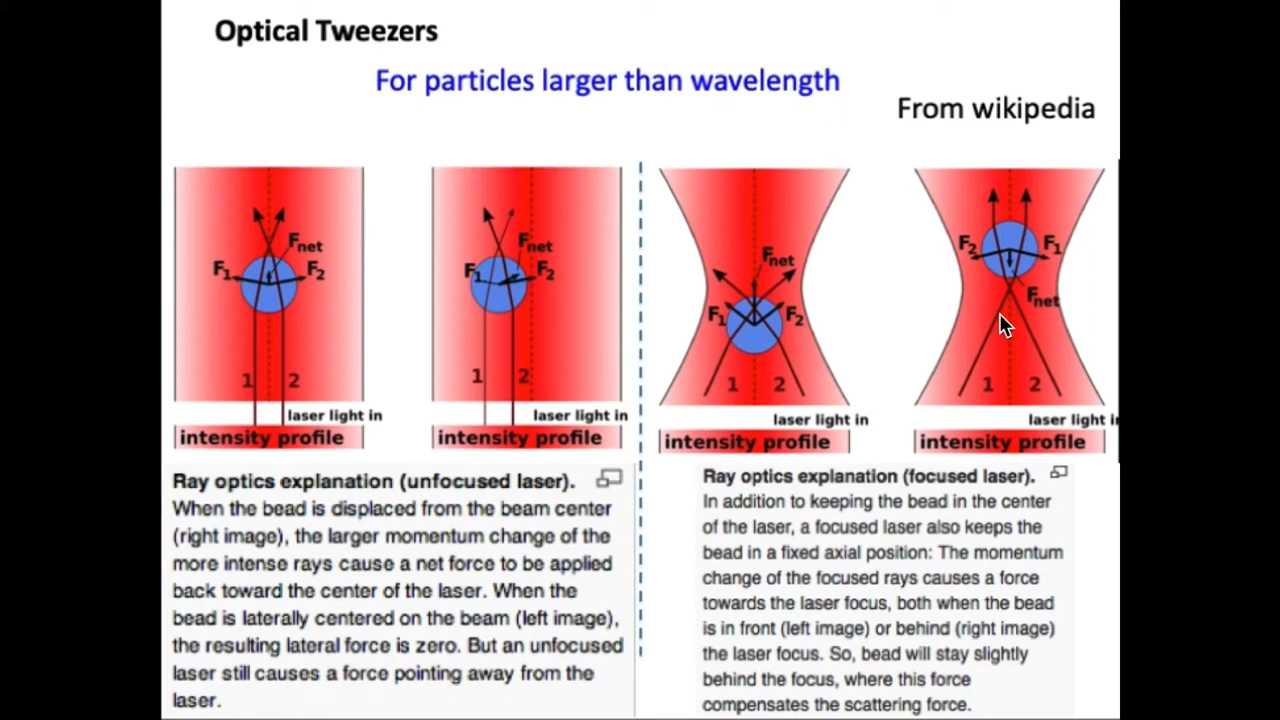 Optical Tweezers
For particles larger than wavelength
From wikipedia
Fnet
F1
F2
1
2
laser light in
intensity profile
Fnet
F1
F2
1
2
laser light in
intensity profile
Fnet
F1
F2
1
2
laser light in
intensity profile
F2
F1
Fnet
1
2
laser light in
intensity profile
Ray optics explanation (unfocused laser).
When the bead is displaced from the beam center
(right image), the larger momentum change of the
more intense rays cause a net force to be applied
back toward the center of the laser. When the
bead is laterally centered on the beam (left image),
the resulting lateral force is zero. But an unfocused
laser still causes a force pointing away from the
laser.
Ray optics explanation (focused laser).
In addition to keeping the bead in the center
of the laser, a focused laser also keeps the
bead in a fixed axial position: The momentum
change of the focused rays causes a force
towards the laser focus, both when the bead
is in front (left image) or behind (right image)
the laser focus. So, bead will stay slightly
behind the focus, where this force
compensates the scattering force.